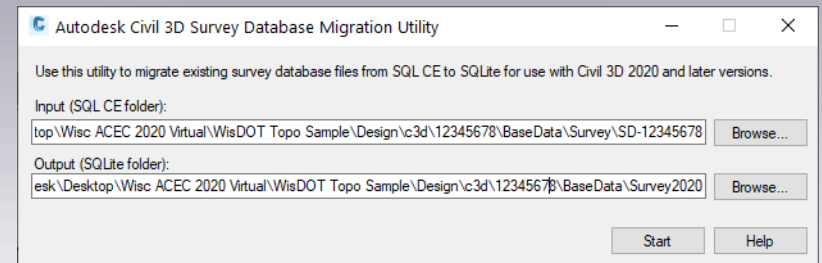 Autodesk Civil 3D Survey Database Migration Utility
Use this utility to migrate existing survey database files from SQL CE to SQLite for use with Civil 3D 2020 and later versions.
Input (SQL CE folder):
top\Wisc ACEC 2020 Virtual\WisDOT Topo Sample\Design\c3d\12345678\BaseData\Survey\SD-12345678 Browse...
Output (SQLite folder):
esk\Desktop\Wisc ACEC 2020 Virtual\WisDOT Topo Sample\Design\c3d\12345678\BaseData\Survey2020 Browse...
Start Help